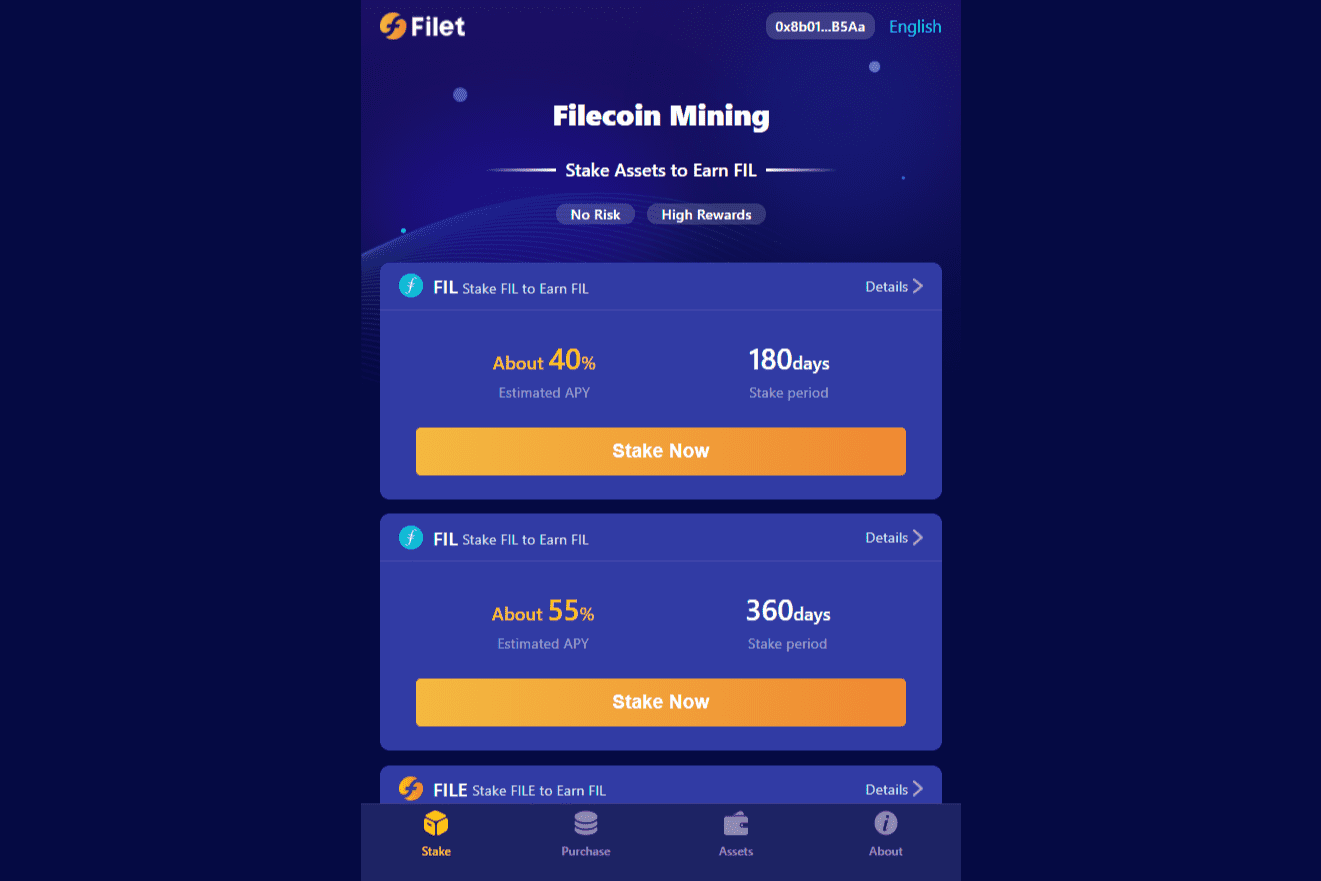 Filet
0x8b01...B5Aa English
Filecoin Mining
Stake Assets to Earn FIL
No Risk High Rewards
FIL Stake FIL to Earn FIL Details
About 40% 180days
Estimated APY Stake period
Stake Now
FIL Stake FIL to Earn FIL Details
About 55% 360days
Estimated APY Stake period
Stake Now
FILE Stake FILE to Earn FIL Details
Stake Purchase Assets About